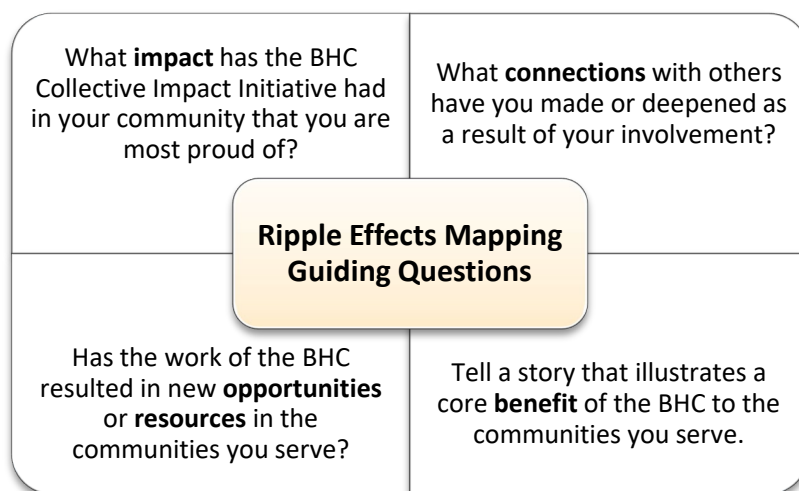 What impact has the BHC
Collective Impact Initiative had
in your community that you are
most proud of?
What connections with others
have you made or deepened as
a result of your involvement?
Ripple Effects Mapping
Guiding Questions
Has the work of the BHC
resulted in new opportunities
or resources in the
communities you serve?
Tell a story that illustrates a
core benefit of the BHC to the
communities you serve.